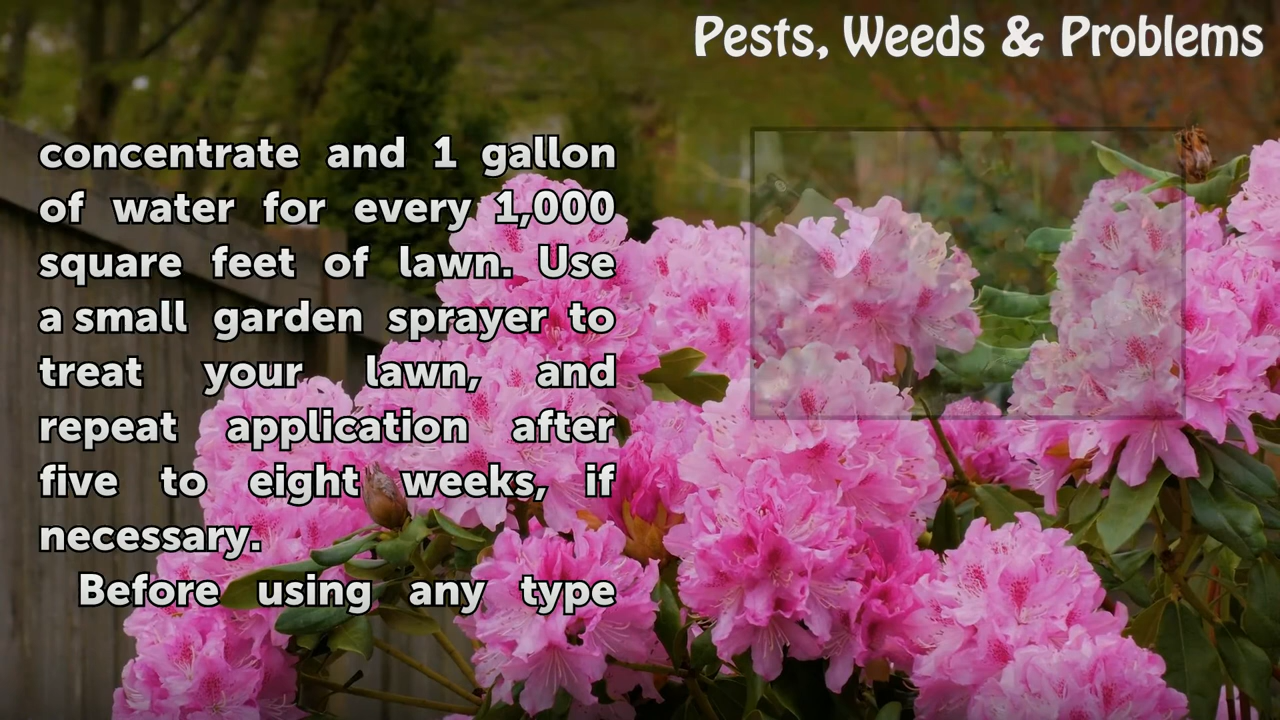 Pests, Weeds & Problems
concentrate and 1 gallon
of water for every 1,000
square feet of lawn. Use
a small garden sprayer to
treat your lawn, and
repeat application after
five to eight weeks, if
necessary.
Before using any type